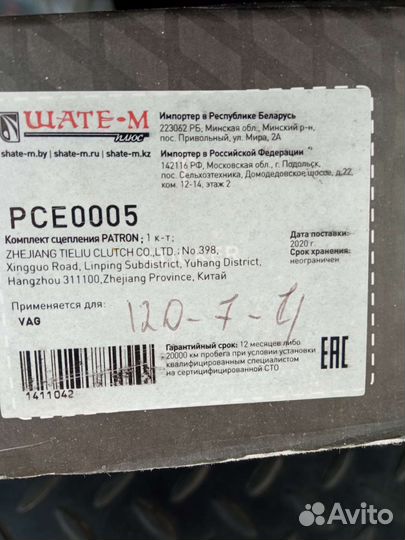 ШАТЕ-М
плюс
shate-m.by | shate-m.ru | shate-m.kz
Импортер в Республике Беларусь
223062 РБ, Минская обл., Минский р-н,
пос. Привольный, ул. Мира, 2А
Импортер в Российской Федерации
142116 РФ, Московская обл., г. Подольск,
пос. Сельхозтехника, Домодедовское шоссе, д.22,
ком. 12-14, этаж 2
PCE0005
Комплект сцепления PATRON; 1 к-т;
ZHEJIANG TIELIU CLUTCH CO.,LTD.; No.398,
Xingguo Road, Linping Subdistrict, Yuhang District,
Hangzhou 311100,Zhejiang Province, Китай
Дата поставки:
2020 г.
Срок хранения:
неограничен
Применяется для:
VAG
120-7-4
Гарантийный срок: 12 месяцев либо
20000 км пробега при условии установки
квалифицированным специалистом
на сертифицированной СТО
EAC
1411042
Avito